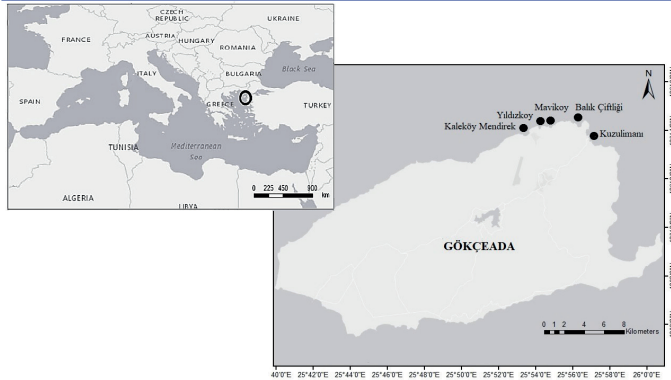 CZECH
REPUBLIC
UKRAINE
FRANCE
AUSTRIA
HUNGARY
ROMANIA
ITALY
BULGARIA
Black Sea
SPAIN
GREECE
TURKEY
TUNISIA
Mediterranean
Sea
ALGERIA
LIBYA
0 225 450 900
km
N
Kaleköy Mendirek
Yıldızkoy
Mavikoy
Balık Çiftliği
Kuzulimanı
GÖKÇEADA
0 1 2 4 6 8
Kilometers
40'0"E 25°42'0"E 25°44'0"E 25°46'0"E 25°48'0"E 25°50'0"E 25°52'0"E 25°54'0"E 25°56'0"E 25°58'0"E 26°0'0"E